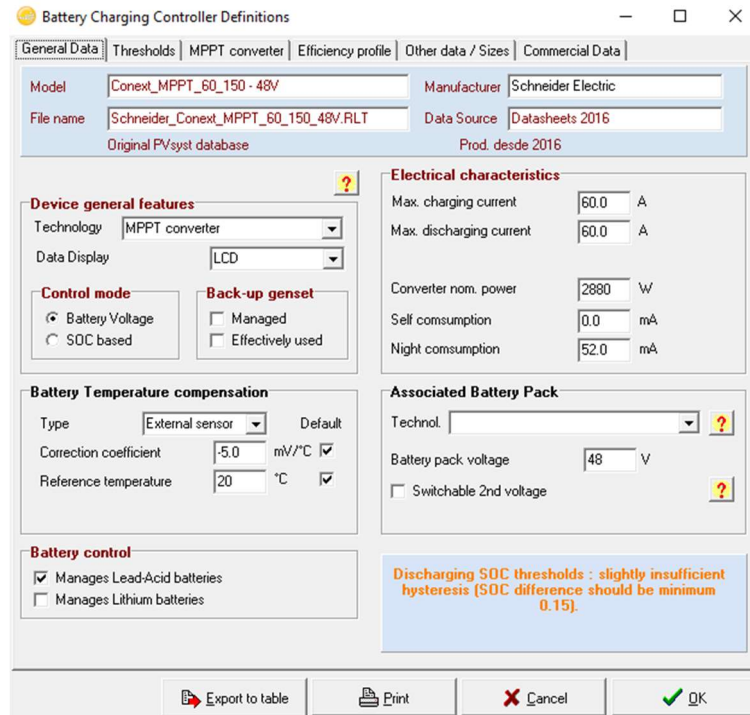 Battery Charging Controller Definitions
General Data Thresholds MPPT converter Efficiency profile Other data / Sizes Commercial Data
Model Conext_MPPT_60_150 - 48V Manufacturer Schneider Electric
File name Schneider_Conext_MPPT_60_150_48V.RLT Data Source Datasheets 2016
Original PVsyst database Prod. desde 2016
?
Device general features
Technology MPPT converter
Data Display LCD
Control mode
Battery Voltage
SOC based
Back-up genset
Managed
Effectively used
Electrical characteristics
Max. charging current 60.0 A
Max. discharging current 60.0 A
Converter nom. power 2880 W
Self comsumption 0.0 mA
Night comsumption 52.0 mA
Battery Temperature compensation
Type External sensor Default
Correction coefficient -5.0 mV/°C
Reference temperature 20 °C
Associated Battery Pack
Technol. ?
Battery pack voltage 48 V
Switchable 2nd voltage ?
Battery control
Manages Lead-Acid batteries
Manages Lithium batteries
Discharging SOC thresholds : slightly insufficient
hysteresis (SOC difference should be minimum
0.15).
Export to table Print Cancel OK